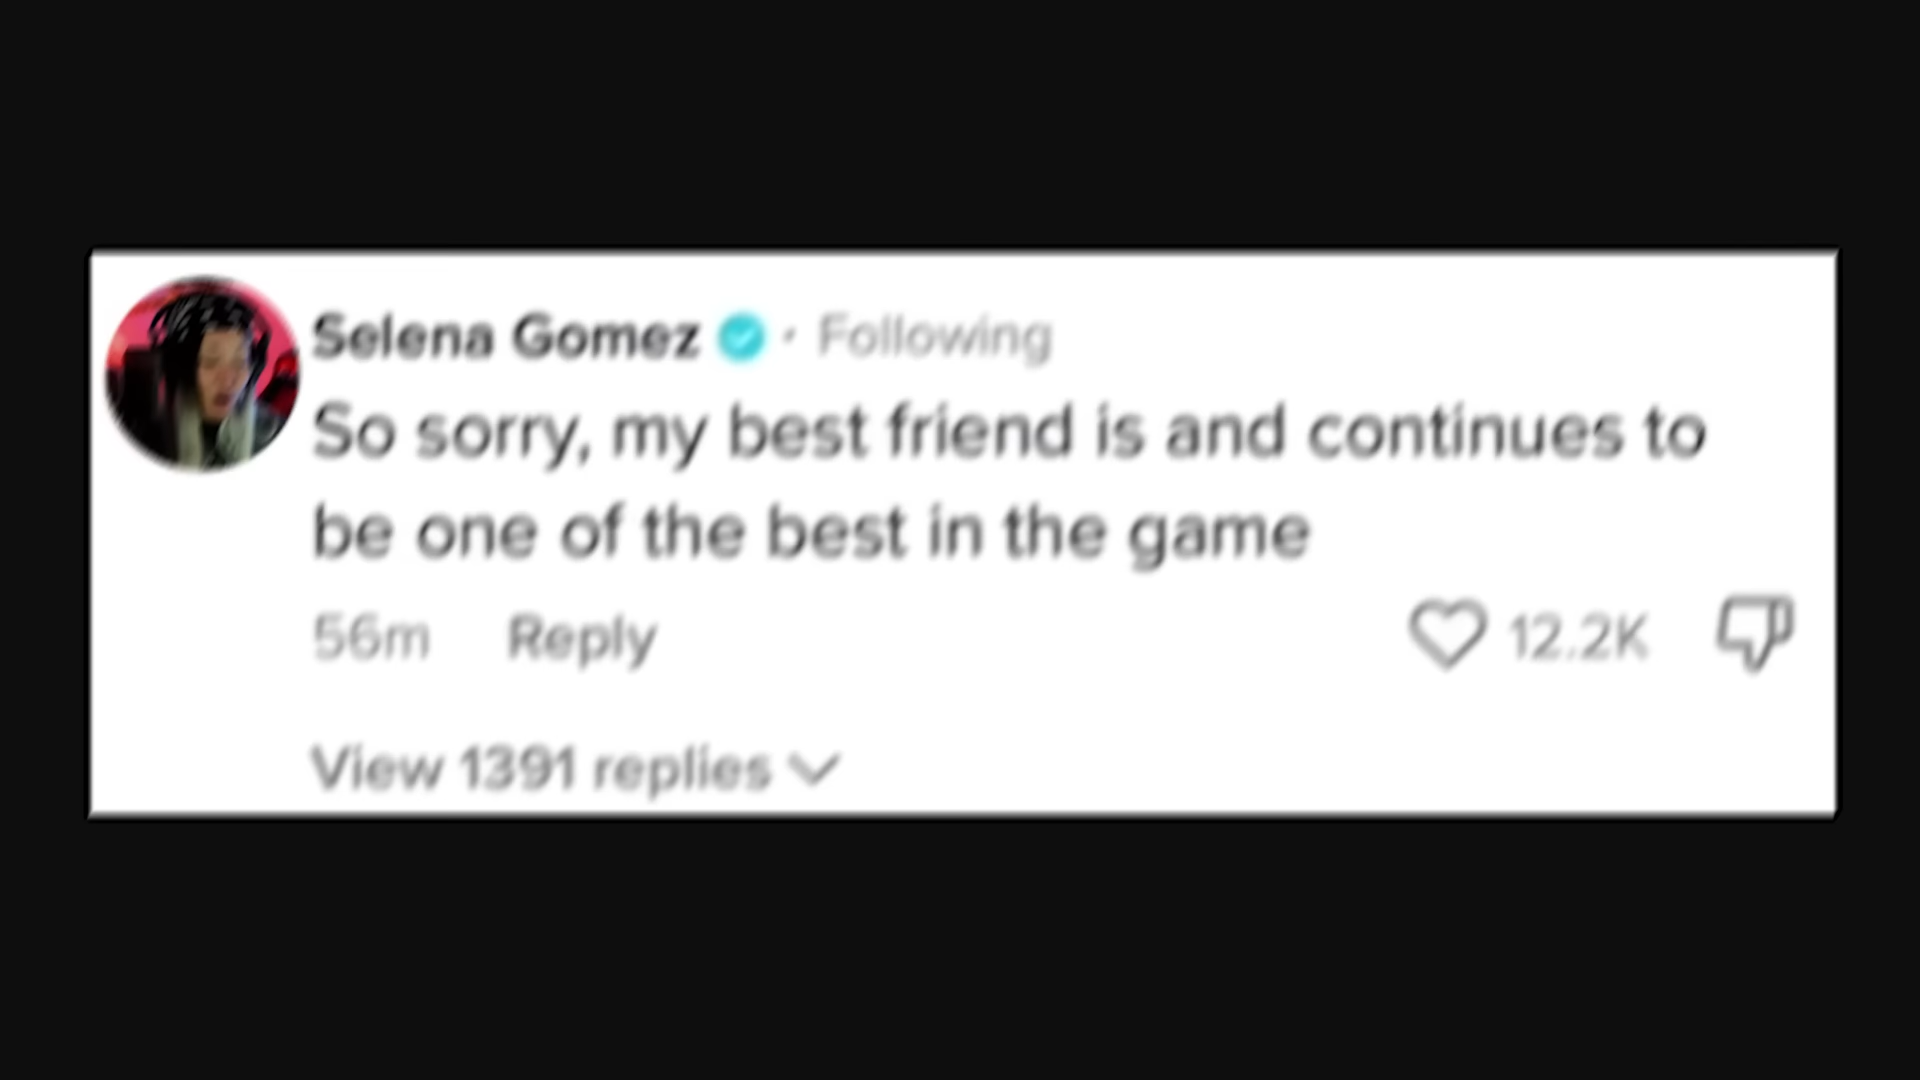 Selena Gomez · Following
So sorry, my best friend is and continues to
be one of the best in the game
56m Reply 12.2K
View 1391 replies